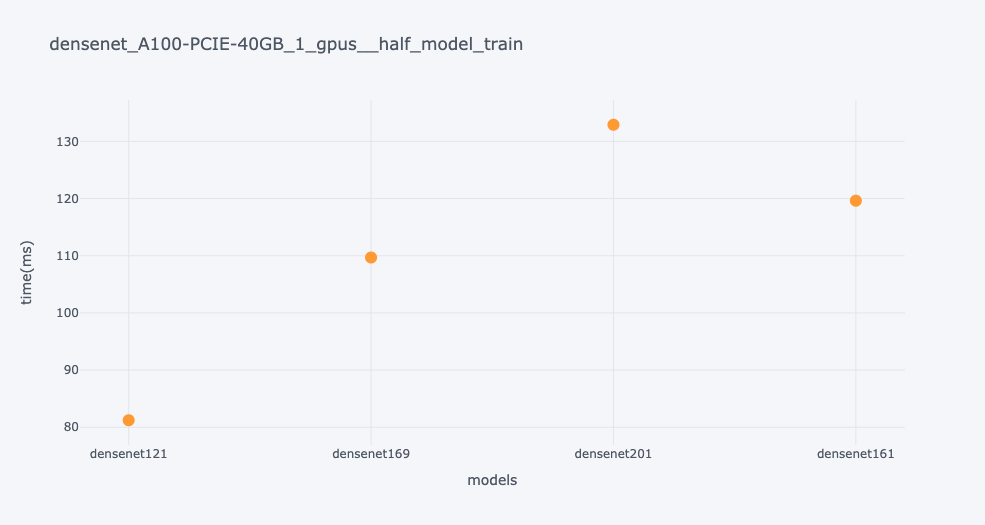 densenet_A100-PCIE-40GB_1_gpus__half_model_train
time(ms)
130
120
110
100
90
80
densenet121 densenet169 densenet201 densenet161
models